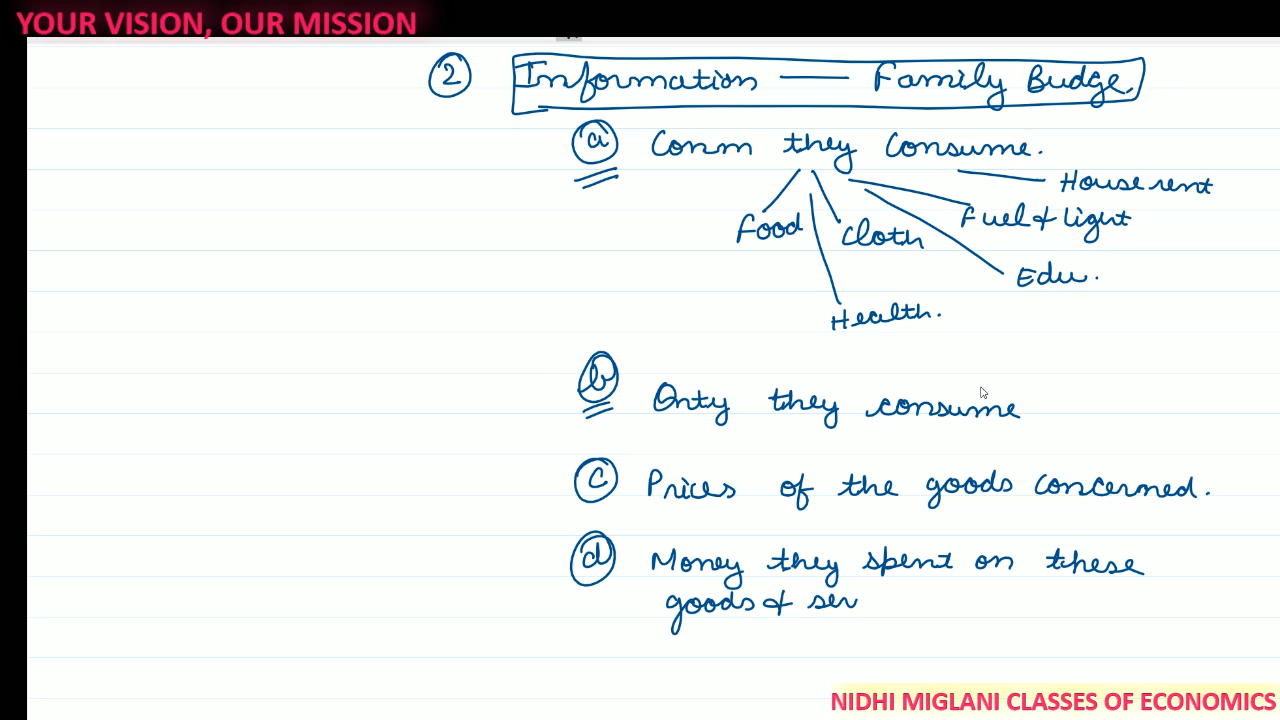 YOUR VISION, OUR MISSION
2 Information — Family Budge.
a Comm they Consume.
House rent
Fuel & light
Food Cloth
Edu.
Health.
b Qnty they consume
c Prices of the goods concerned.
d Money they spent on these
goods & ser
NIDHI MIGLANI CLASSES OF ECONOMICS